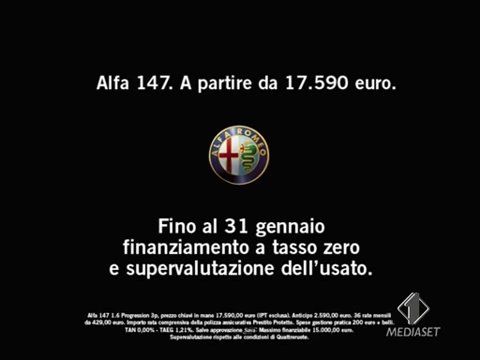 Alfa 147. A partire da 17.590 euro.
ALFA ROMEO
Fino al 31 gennaio
finanziamento a tasso zero
e supervalutazione dell'usato.
Alfa 147 1.6 Progression 3p, prezzo chiavi in mano 17.590,00 euro (IPT esclusa). Anticipo 2.590,00 euro. 36 rate mensili
da 429,00 euro. Importo rata comprensiva della polizza assicurativa Prestito Protetto. Spese gestione pratica 200 euro + bolli.
TAN 0,00% - TAEG 1,21%. Salvo approvazione Sava. Massimo finanziabile 15.000,00 euro.
Supervalutazione rispetto alle condizioni di Quattroruote.
1
MEDIASET